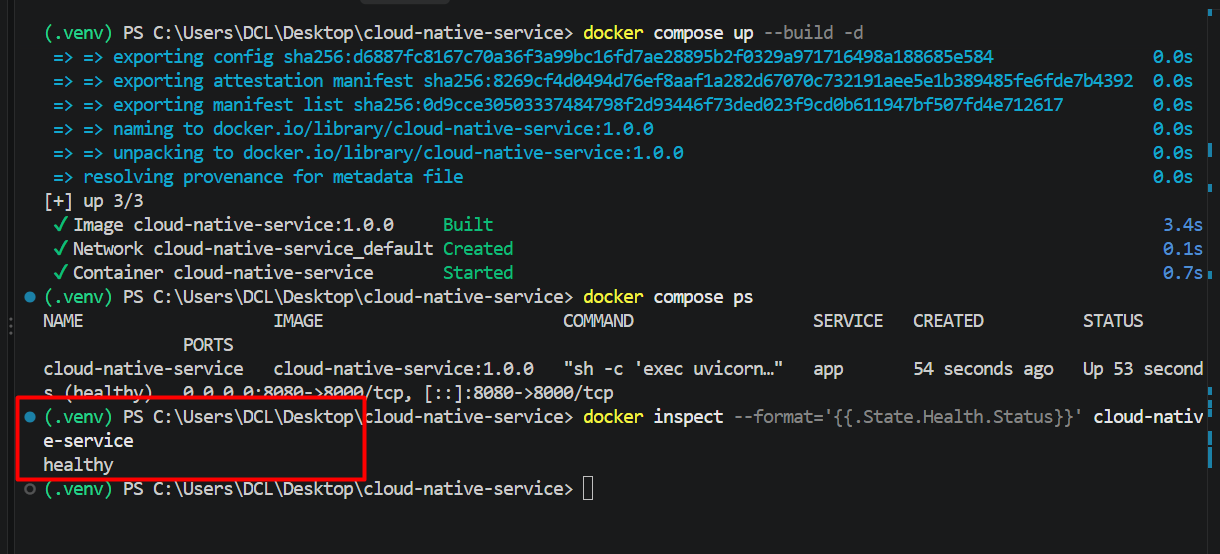 (.venv) PS C:\Users\DCL\Desktop\cloud-native-service> docker compose up --build -d
=> => exporting config sha256:d6887fc8167c70a36f3a99bc16fd7ae28895b2f0329a971716498a188685e584 0.0s
=> => exporting attestation manifest sha256:8269cf4d0494d76ef8aaf1a282d67070c732191aee5e1b389485fe6fde7b4392 0.0s
=> => exporting manifest list sha256:0d9cce30503337484798f2d93446f73ded023f9cd0b611947bf507fd4e712617 0.0s
=> => naming to docker.io/library/cloud-native-service:1.0.0 0.0s
=> => unpacking to docker.io/library/cloud-native-service:1.0.0 0.0s
=> resolving provenance for metadata file 0.0s
[+] up 3/3
✓ Image cloud-native-service:1.0.0 Built 3.4s
✓ Network cloud-native-service_default Created 0.1s
✓ Container cloud-native-service Started 0.7s
(.venv) PS C:\Users\DCL\Desktop\cloud-native-service> docker compose ps
NAME IMAGE COMMAND SERVICE CREATED STATUS
PORTS
cloud-native-service cloud-native-service:1.0.0 "sh -c 'exec uvicorn…" app 54 seconds ago Up 53 second
s (healthy) 0.0.0.0:8080->8000/tcp, [::]:8080->8000/tcp
(.venv) PS C:\Users\DCL\Desktop\cloud-native-service> docker inspect --format='{{.State.Health.Status}}' cloud-nativ
e-service
healthy
(.venv) PS C:\Users\DCL\Desktop\cloud-native-service>